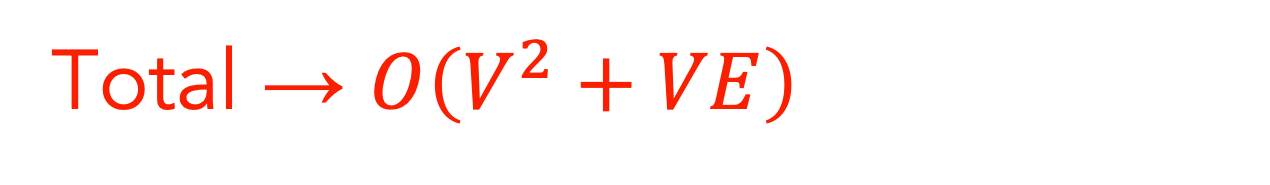 Total → O(V² + VE)